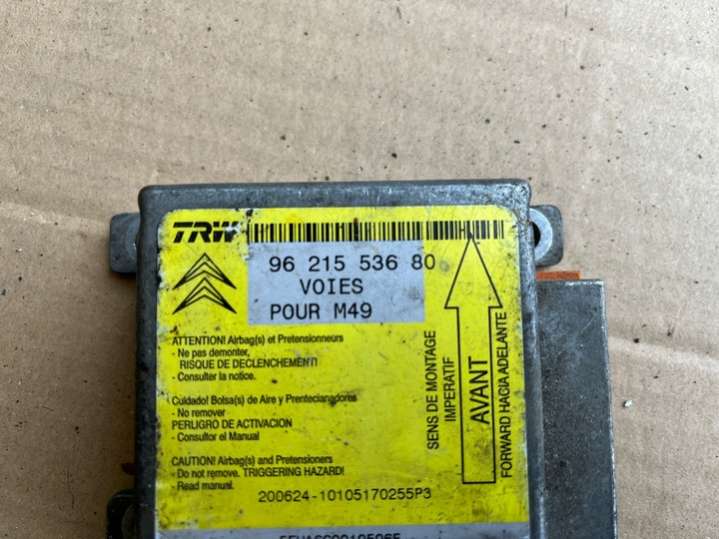 TRW
96 215 536 80
VOIES
POUR M49
ATTENTION! Airbag(s) et Pretensionneurs
- Ne pas demonter,
RISQUE DE DECLENCHEMENT!
- Consulter la notice.
Cuidado! Bolsa(s) de Aire y Prentecianadores
- No remover
PERLIGRO DE ACTIVACION
- Consultor el Manual
CAUTION! Airbag(s) and Pretensioners
- Do not remove. TRIGGERING HAZARD!
- Read manual.
200624-10105170255P3
SENS DE MONTAGE
IMPERATIF
AVANT
FORWARD HACIA ADELANTE